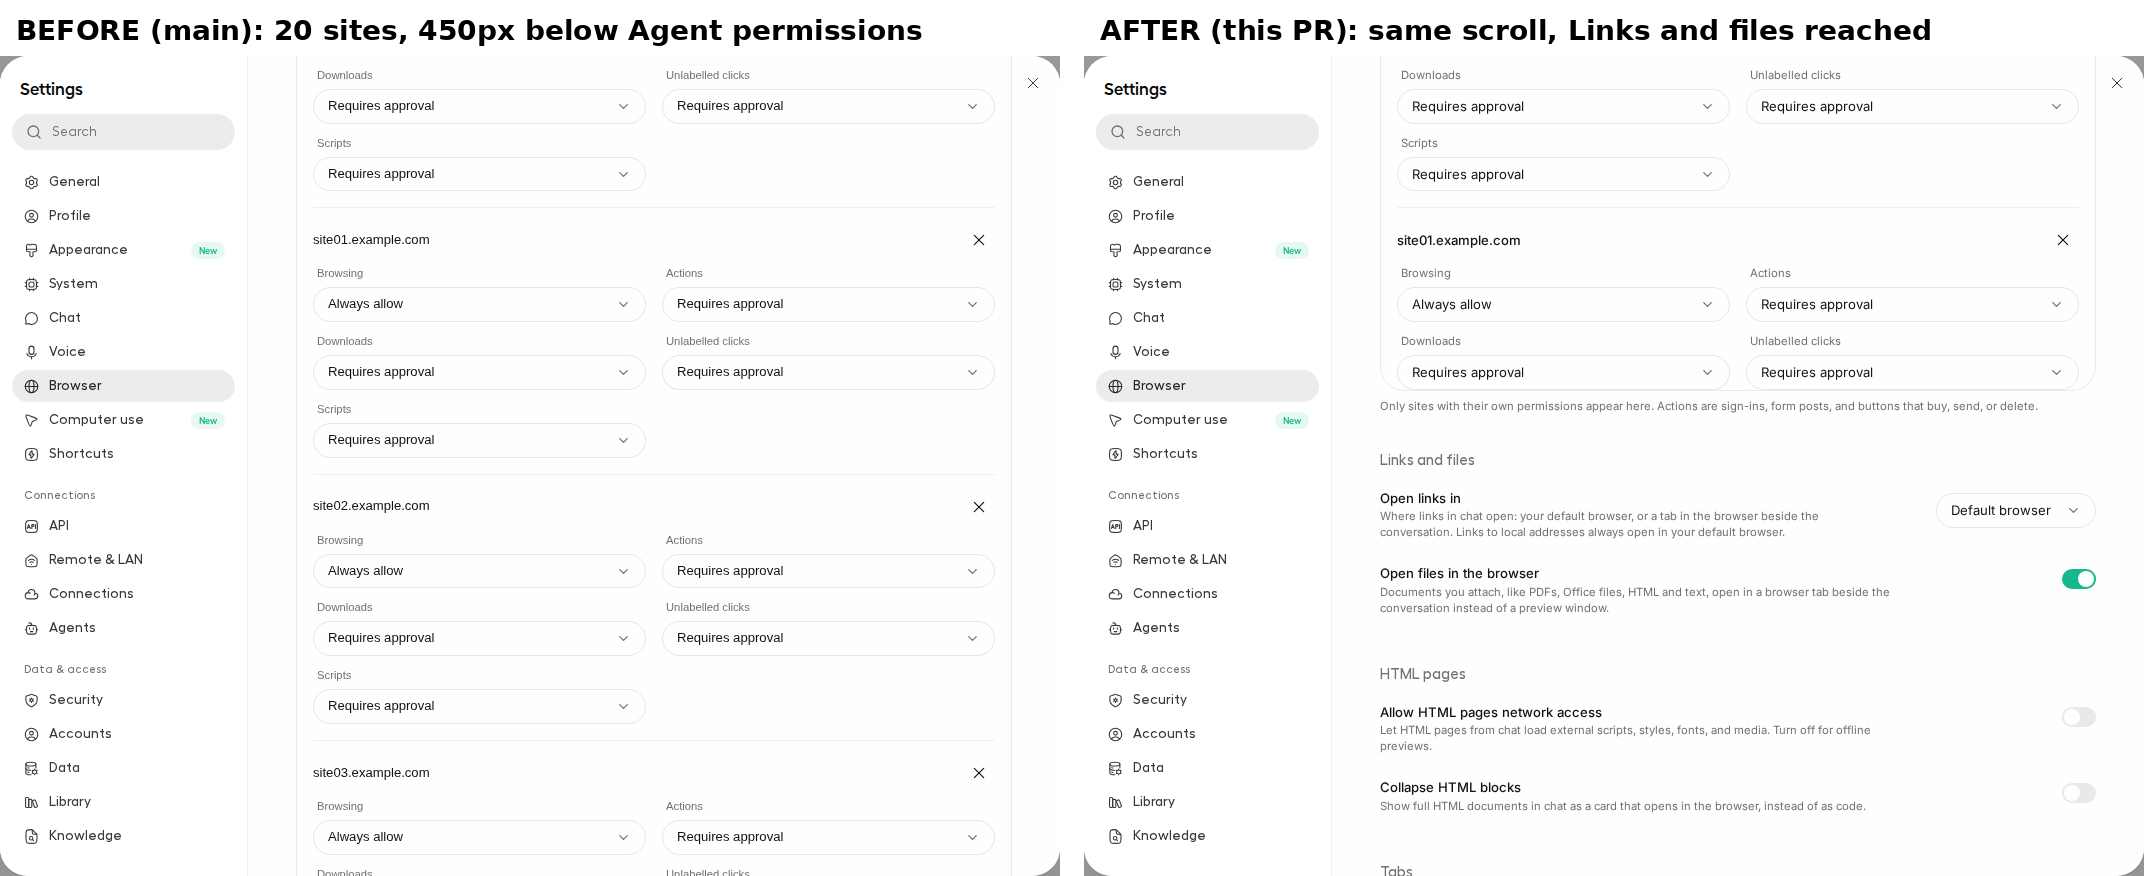 BEFORE (main): 20 sites, 450px below Agent permissions
Settings
Search
General
Profile
Appearance New
System
Chat
Voice
Browser
Computer use New
Shortcuts
Connections
API
Remote & LAN
Connections
Agents
Data & access
Security
Accounts
Data
Library
Knowledge
Downloads Unlabelled clicks
Requires approval Requires approval
Scripts
Requires approval
site01.example.com
Browsing Actions
Always allow Requires approval
Downloads Unlabelled clicks
Requires approval Requires approval
Scripts
Requires approval
site02.example.com
Browsing Actions
Always allow Requires approval
Downloads Unlabelled clicks
Requires approval Requires approval
Scripts
Requires approval
site03.example.com
Browsing Actions
Always allow Requires approval
Downloads Unlabelled clicks
AFTER (this PR): same scroll, Links and files reached
Settings
Search
General
Profile
Appearance New
System
Chat
Voice
Browser
Computer use New
Shortcuts
Connections
API
Remote & LAN
Connections
Agents
Data & access
Security
Accounts
Data
Library
Knowledge
Downloads Unlabelled clicks
Requires approval Requires approval
Scripts
Requires approval
site01.example.com
Browsing Actions
Always allow Requires approval
Downloads Unlabelled clicks
Requires approval Requires approval
Only sites with their own permissions appear here. Actions are sign-ins, form posts, and buttons that buy, send, or delete.
Links and files
Open links in
Where links in chat open: your default browser, or a tab in the browser beside the
conversation. Links to local addresses always open in your default browser.
Default browser
Open files in the browser
Documents you attach, like PDFs, Office files, HTML and text, open in a browser tab beside the
conversation instead of a preview window.
HTML pages
Allow HTML pages network access
Let HTML pages from chat load external scripts, styles, fonts, and media. Turn off for offline
previews.
Collapse HTML blocks
Show full HTML documents in chat as a card that opens in the browser, instead of as code.
Tabs